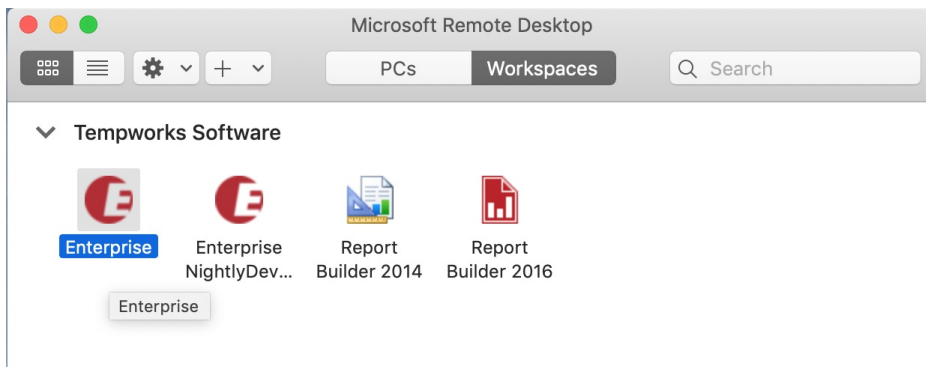 Microsoft Remote Desktop
PCs
Workspaces
Search
Tempworks Software
Enterprise
Enterprise
NightlyDev...
Report
Builder 2014
Report
Builder 2016
Enterprise